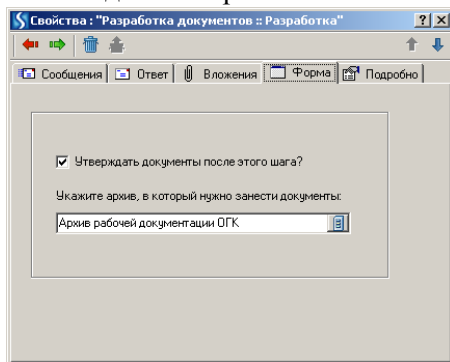 Свойства : "Разработка документов :: Разработка"
Сообщения Ответ Вложения Форма Подробно
Утверждать документы после этого шага?
Укажите архив, в который нужно занести документы:
Архив рабочей документации ОГК